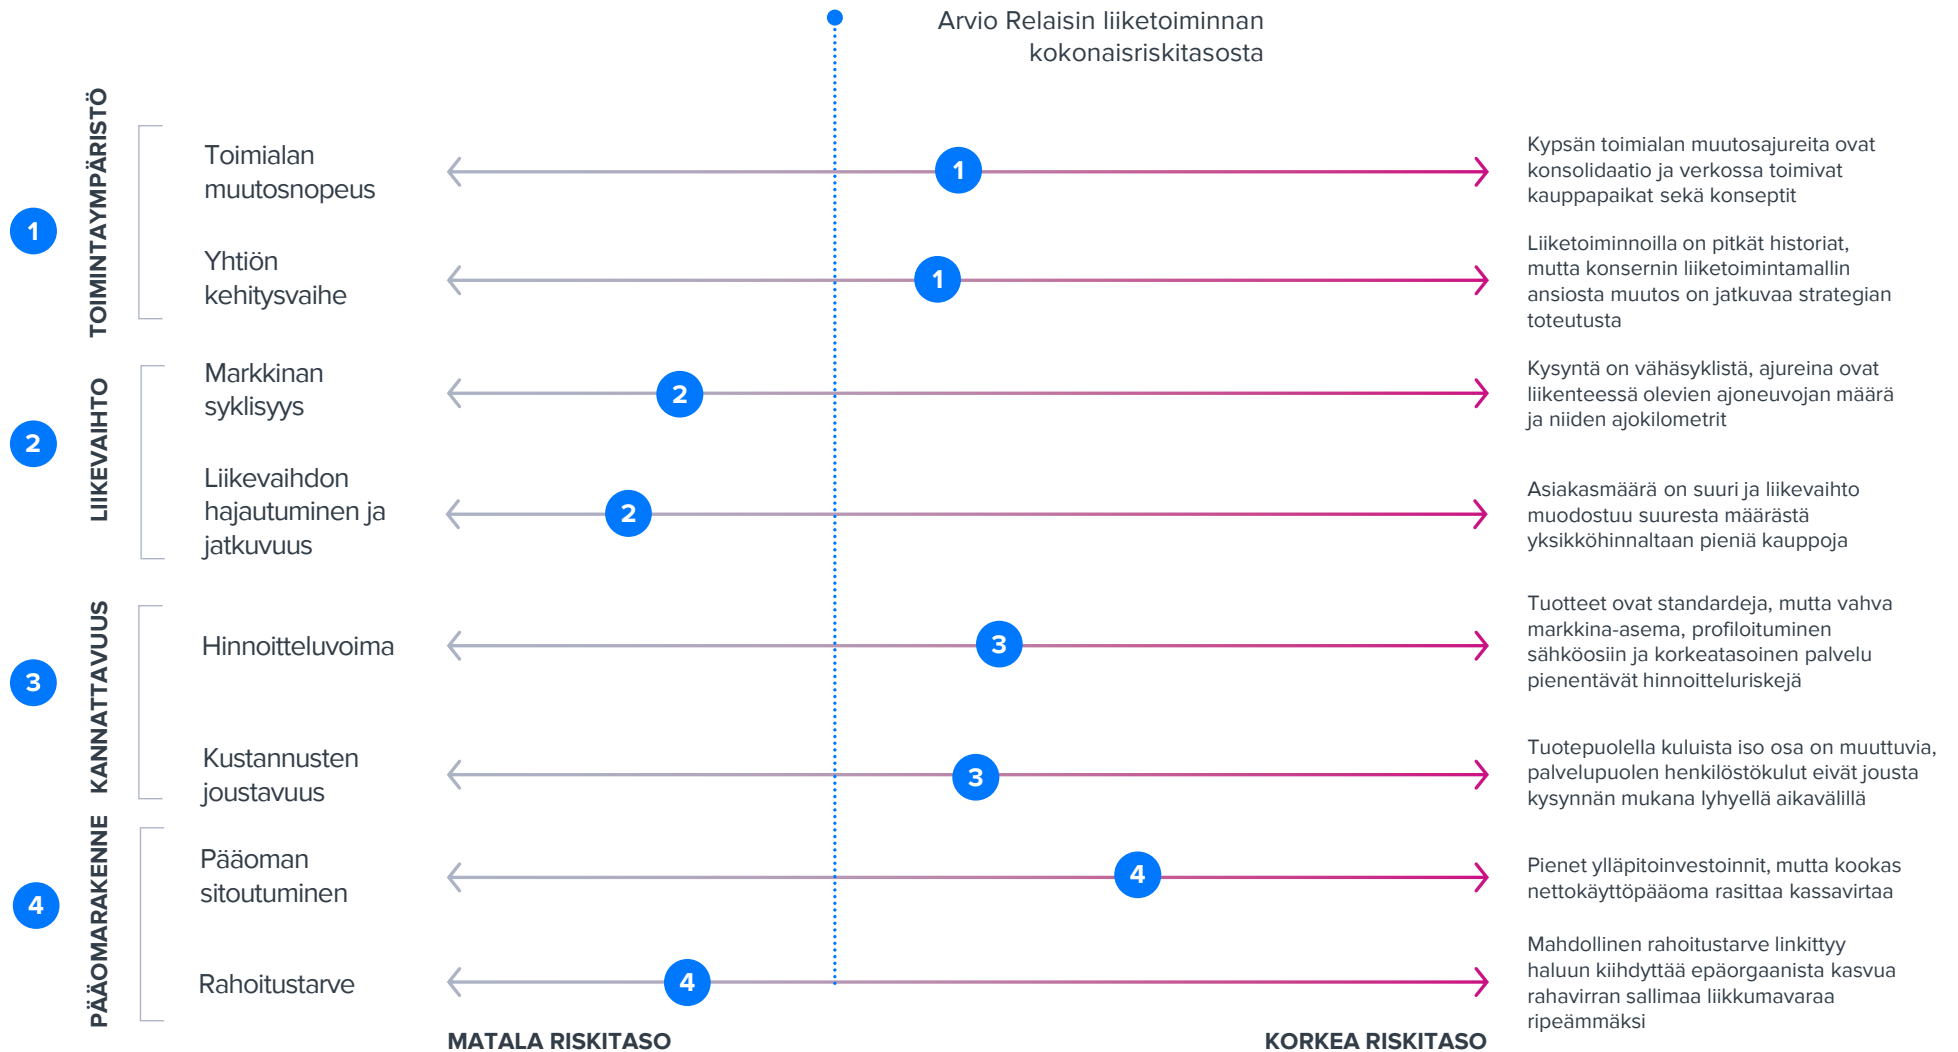 Arvio Relaisin liiketoiminnan
kokonaisriskitasosta
1
TOIMINTAYMPÄRISTÖ
Toimialan
muutosnopeus
1
Kypsän toimialan muutosajureita ovat
konsolidaatio ja verkossa toimivat
kauppapaikat sekä konseptit
Yhtiön
kehitysvaihe
1
Liiketoiminnoilla on pitkät historiat,
mutta konsernin liiketoimintamallin
ansiosta muutos on jatkuvaa strategian
toteutusta
2
LIIKEVAIHTO
Markkinan
syklisyys
2
Kysyntä on vähäsyklistä, ajureina ovat
liikenteessä olevien ajoneuvojan määrä
ja niiden ajokilometrit
Liikevaihdon
hajautuminen ja
jatkuvuus
2
Asiakasmäärä on suuri ja liikevaihto
muodostuu suuresta määrästä
yksikköhinnaltaan pieniä kauppoja
3
KANNATTAVUUS
Hinnoitteluvoima
3
Tuotteet ovat standardeja, mutta vahva
markkina-asema, profiloituminen
sähköosiin ja korkeatasoinen palvelu
pienentävät hinnoitteluriskejä
Kustannusten
joustavuus
3
Tuotepuolella kuluista iso osa on muuttuvia,
palvelupuolen henkilöstökulut eivät jousta
kysynnän mukana lyhyellä aikavälillä
4
PÄÄOMARAKENNE
Pääoman
sitoutuminen
4
Pienet ylläpitoinvestoinnit, mutta kookas
nettokäyttöpääoma rasittaa kassavirtaa
Rahoitustarve
4
Mahdollinen rahoitustarve linkittyy
haluun kiihdyttää epäorgaanista kasvua
rahavirran sallimaa liikkumavaraa
ripeämmäksi
MATALA RISKITASO
KORKEA RISKITASO